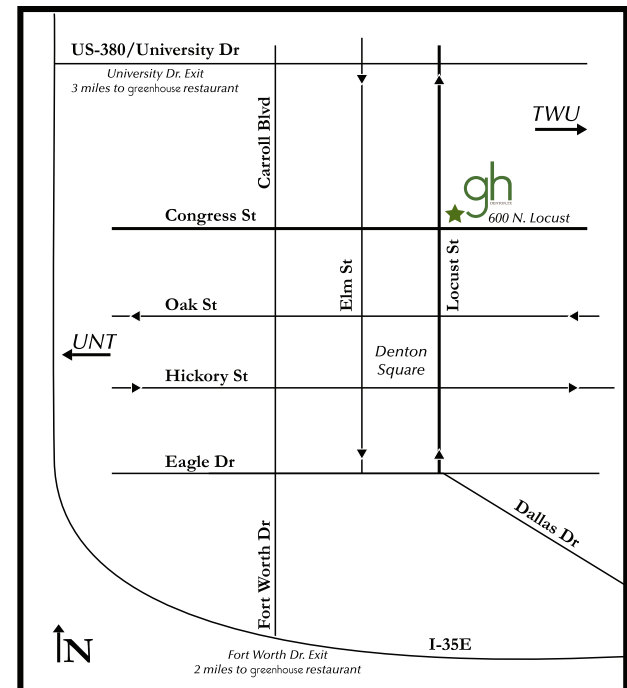 US-380/University Dr
University Dr. Exit
3 miles to greenhouse restaurant
Carroll Blvd
TWU
gh
600 N. Locust
Congress St
Elm St
Locust St
Oak St
UNT
Denton
Square
Hickory St
Eagle Dr
Dallas Dr
Fort Worth Dr
I-35E
N
Fort Worth Dr. Exit
2 miles to greenhouse restaurant